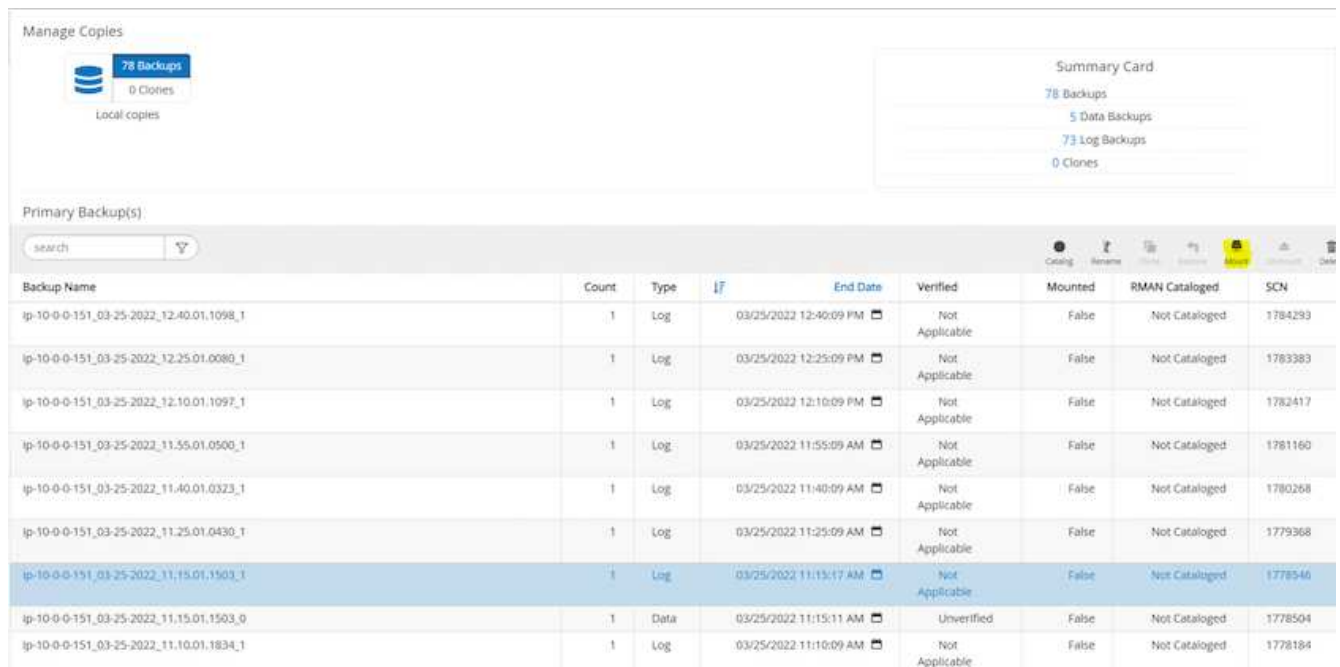 Manage Copies
78 Backups
0 Clones
Local copies
Summary Card
78 Backups
5 Data Backups
73 Log Backups
0 Clones
Primary Backup(s)
search
Catalog Rename Mount
Backup Name Count Type End Date Verified Mounted RMAN Cataloged SCN
ip-10-0-0-151_03-25-2022_12.40.01.1098_1 1 Log 03/25/2022 12:40:09 PM Not Applicable False Not Cataloged 1784293
ip-10-0-0-151_03-25-2022_12.25.01.0080_1 1 Log 03/25/2022 12:25:09 PM Not Applicable False Not Cataloged 1783383
ip-10-0-0-151_03-25-2022_12.10.01.1097_1 1 Log 03/25/2022 12:10:09 PM Not Applicable False Not Cataloged 1782417
ip-10-0-0-151_03-25-2022_11.55.01.0500_1 1 Log 03/25/2022 11:55:09 AM Not Applicable False Not Cataloged 1781160
ip-10-0-0-151_03-25-2022_11.40.01.0323_1 1 Log 03/25/2022 11:40:09 AM Not Applicable False Not Cataloged 1780268
ip-10-0-0-151_03-25-2022_11.25.01.0430_1 1 Log 03/25/2022 11:25:09 AM Not Applicable False Not Cataloged 1779368
ip-10-0-0-151_03-25-2022_11.15.01.1503_1 1 Log 03/25/2022 11:15:17 AM Not Applicable False Not Cataloged 1778546
ip-10-0-0-151_03-25-2022_11.15.01.1503_0 1 Data 03/25/2022 11:15:11 AM Unverified False Not Cataloged 1778504
ip-10-0-0-151_03-25-2022_11.10.01.1834_1 1 Log 03/25/2022 11:10:09 AM Not Applicable False Not Cataloged 1778184